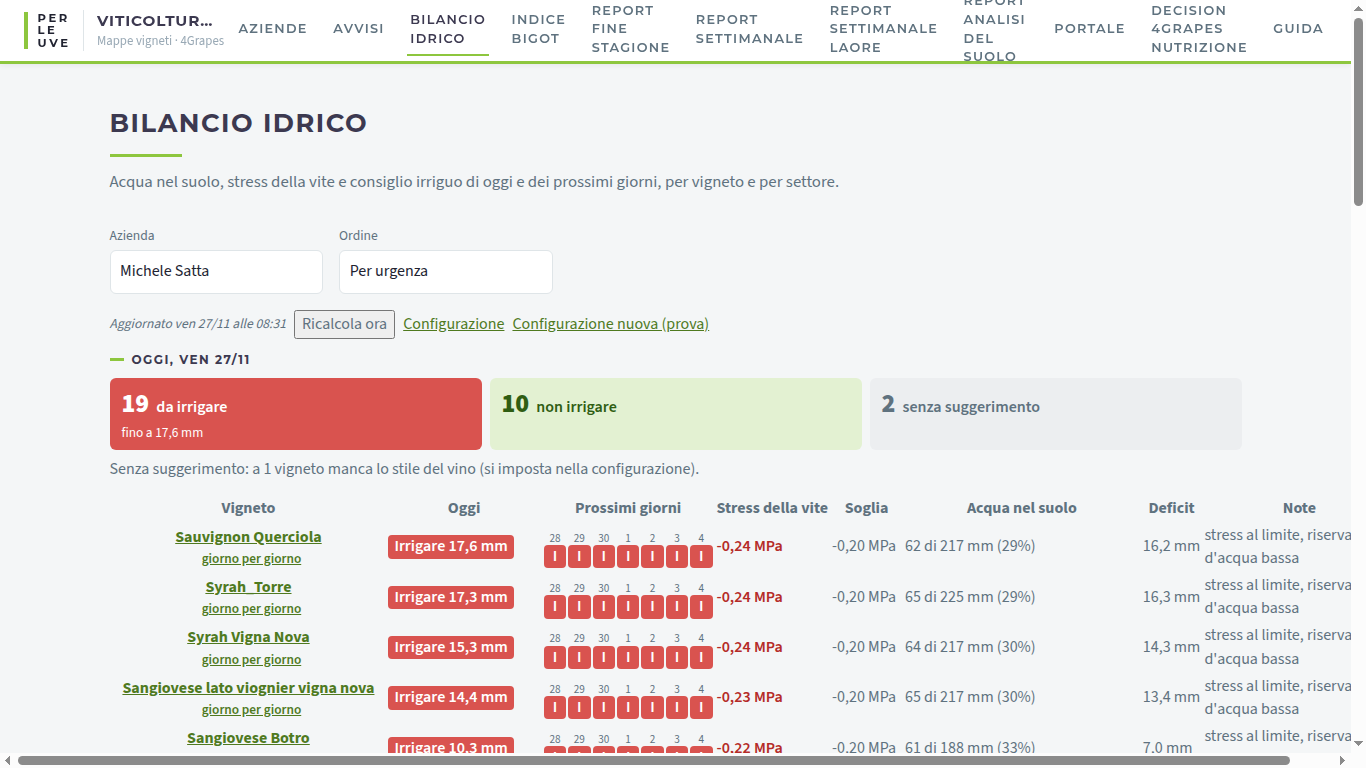 PER
LE
UVE
VITICOLTUR...
Mappe vigneti · 4Grapes
AZIENDE
AVVISI
BILANCIO
IDRICO
INDICE
BIGOT
REPORT
FINE
STAGIONE
REPORT
SETTIMANALE
REPORT
SETTIMANALE
LAORE
REPORT
ANALISI
DEL
SUOLO
PORTALE
DECISION
4GRAPES
NUTRIZIONE
GUIDA
BILANCIO IDRICO
Acqua nel suolo, stress della vite e consiglio irriguo di oggi e dei prossimi giorni, per vigneto e per settore.
Azienda
Ordine
Michele Satta
Per urgenza
Aggiornato ven 27/11 alle 08:31 Ricalcola ora Configurazione Configurazione nuova (prova)
OGGI, VEN 27/11
19 da irrigare
fino a 17,6 mm
10 non irrigare
2 senza suggerimento
Senza suggerimento: a 1 vigneto manca lo stile del vino (si imposta nella configurazione).
Vigneto Oggi Prossimi giorni Stress della vite Soglia Acqua nel suolo Deficit Note
Sauvignon Querciola
giorno per giorno
Irrigare 17,6 mm
28 29 30 1 2 3 4
I I I I I I I
-0,24 MPa
-0,20 MPa
62 di 217 mm (29%)
16,2 mm
stress al limite, riserva
d'acqua bassa
Syrah_Torre
giorno per giorno
Irrigare 17,3 mm
28 29 30 1 2 3 4
I I I I I I I
-0,24 MPa
-0,20 MPa
65 di 225 mm (29%)
16,3 mm
stress al limite, riserva
d'acqua bassa
Syrah Vigna Nova
giorno per giorno
Irrigare 15,3 mm
28 29 30 1 2 3 4
I I I I I I I
-0,24 MPa
-0,20 MPa
64 di 217 mm (30%)
14,3 mm
stress al limite, riserva
d'acqua bassa
Sangiovese lato viognier vigna nova
giorno per giorno
Irrigare 14,4 mm
28 29 30 1 2 3 4
I I I I I I I
-0,23 MPa
-0,20 MPa
65 di 217 mm (30%)
13,4 mm
stress al limite, riserva
d'acqua bassa
Sangiovese Botro
Irrigare 10,3 mm
28 29 30 1 2 3 4
-0,22 MPa
-0,20 MPa
61 di 188 mm (33%)
7,0 mm
stress al limite, riserva